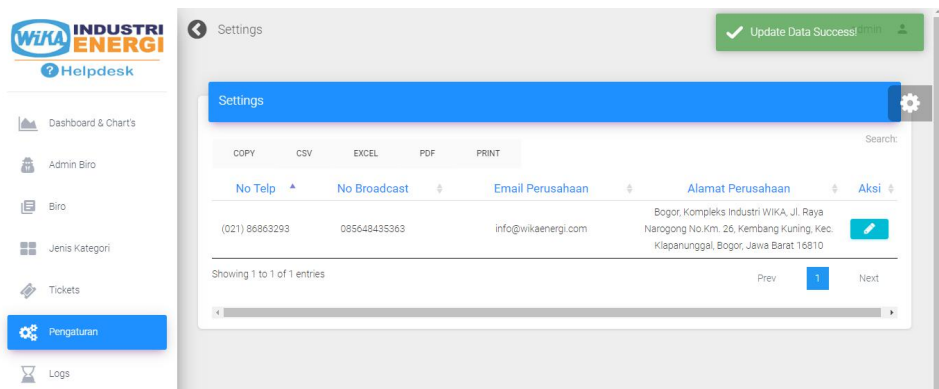 WiKA INDUSTRI ENERGI
?Helpdesk
Dashboard & Chart's
Admin Biro
Biro
Jenis Kategori
Tickets
Pengaturan
Logs
Settings
Update Data Success!
admin
Settings
Search:
COPY CSV EXCEL PDF PRINT
No Telp No Broadcast Email Perusahaan Alamat Perusahaan Aksi
(021) 86863293 085648435363 info@wikaenergi.com
Bogor, Kompleks Industri WIKA, Jl. Raya
Narogong No.Km. 26, Kembang Kuning, Kec.
Klapanunggal, Bogor, Jawa Barat 16810
Showing 1 to 1 of 1 entries
Prev 1 Next